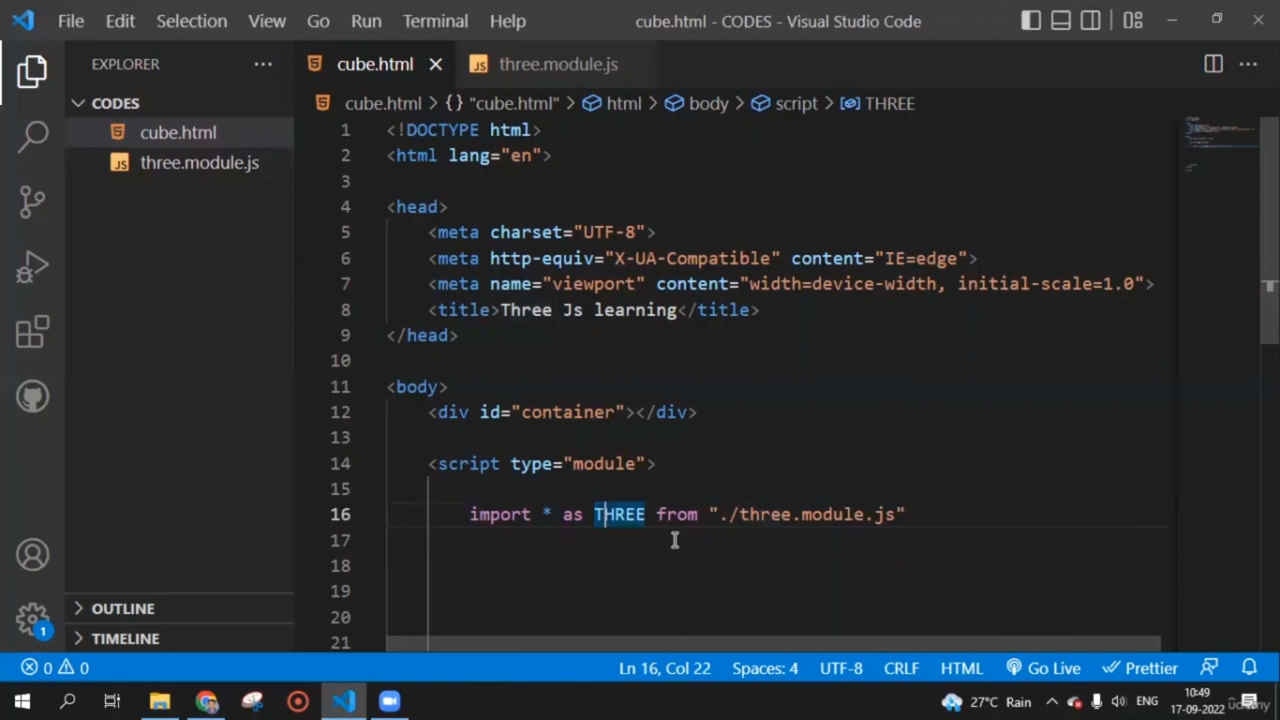 File Edit Selection View Go Run Terminal Help cube.html - CODES - Visual Studio Code
EXPLORER
cube.html
three.module.js
CODES
cube.html
three.module.js
cube.html > {} "cube.html" > html > body > script > THREE
1 <!DOCTYPE html>
2 <html lang="en">
3
4 <head>
5 <meta charset="UTF-8">
6 <meta http-equiv="X-UA-Compatible" content="IE=edge">
7 <meta name="viewport" content="width=device-width, initial-scale=1.0">
8 <title>Three Js learning</title>
9 </head>
10
11 <body>
12 <div id="container"></div>
13
14 <script type="module">
15
16 import * as THREE from "./three.module.js"
17
18
19
20
21
OUTLINE
TIMELINE
1
0 0 Ln 16, Col 22 Spaces: 4 UTF-8 CRLF HTML Go Live Prettier
27°C Rain ENG 10:49
17-09-2022
udemy